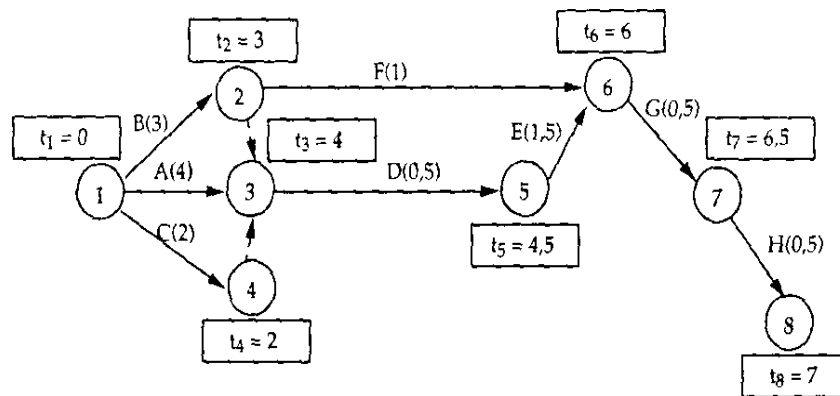 t2 = 3
t6 = 6
F(1)
2
6
t1 = 0
B(3)
t3 = 4
E(1,5)
G(0,5)
t7 = 6,5
A(4)
D(0,5)
1
3
5
7
C(2)
t5 = 4,5
H(0,5)
4
t4 = 2
8
t8 = 7